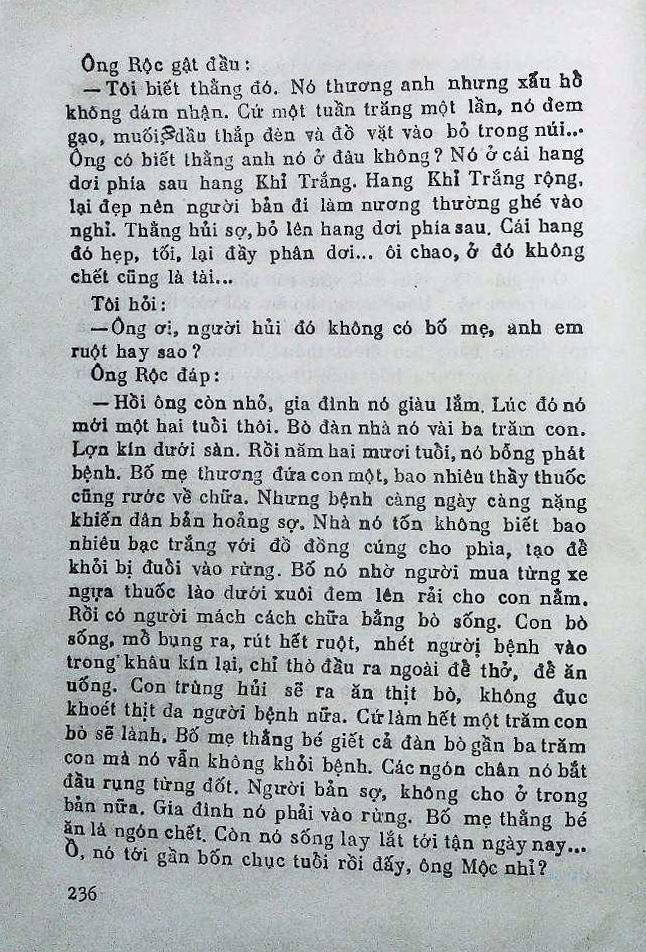 Ông Rộc gật đầu:
—Tôi biết thằng đó. Nó thương anh nhưng xấu hổ
không dám nhận. Cứ một tuần trăng một lần, nó đem
gạo, muối, dầu thắp đèn và đồ vặt vào bỏ trong núi...
Ông có biết thằng anh nó ở đâu không? Nó ở cái hang
dơi phía sau hang Khỉ Trắng. Hang Khỉ Trắng rộng,
lại đẹp nên người bản đi làm nương thường ghé vào
nghỉ. Thằng hủi sợ, bỏ lên hang dơi phía sau. Cái hang
đó hẹp, tối, lại đầy phân dơi... ôi chao, ở đó không
chết cũng là tài...
Tôi hỏi:
—Ông ơi, người hủi đó không có bố mẹ, anh em
ruột hay sao?
Ông Rộc đáp:
—Hồi ông còn nhỏ, gia đình nó giàu lắm. Lúc đó nó
mới một hai tuổi thôi. Bò đàn nhà nó vài ba trăm con.
Lợn kín dưới sàn. Rồi năm hai mươi tuổi, nó bỗng phát
bệnh. Bố mẹ thương đứa con một, bao nhiêu thầy thuốc
cũng rước về chữa. Nhưng bệnh càng ngày càng nặng
khiến dân bản hoảng sợ. Nhà nó tốn không biết bao
nhiêu bạc trắng với đồ đồng cúng cho phìa, tạo để
khỏi bị đuổi vào rừng. Bố nó nhờ người mua từng xe
ngựa thuốc lào dưới xuôi đem lên rải cho con nằm.
Rồi có người mách cách chữa bằng bò sống. Con bò
sống, mổ bụng ra, rút hết ruột, nhét người bệnh vào
trong khâu kín lại, chỉ thò đầu ra ngoài để thở, để ăn
uống. Con trùng hủi sẽ ra ăn thịt bò, không đục
khoét thịt da người bệnh nữa. Cứ làm hết một trăm con
bò sẽ lành. Bố mẹ thằng bé giết cả đàn bò gần ba trăm
con mà nó vẫn không khỏi bệnh. Các ngón chân nó bắt
đầu rụng từng đốt. Người bản sợ, không cho ở trong
bản nữa. Gia đình nó phải vào rừng. Bố mẹ thằng bé
ăn lá ngón chết. Còn nó sống lay lắt tới tận ngày nay...
Ồ, nó tới gần bốn chục tuổi rồi đấy, ông Mộc nhỉ?
236